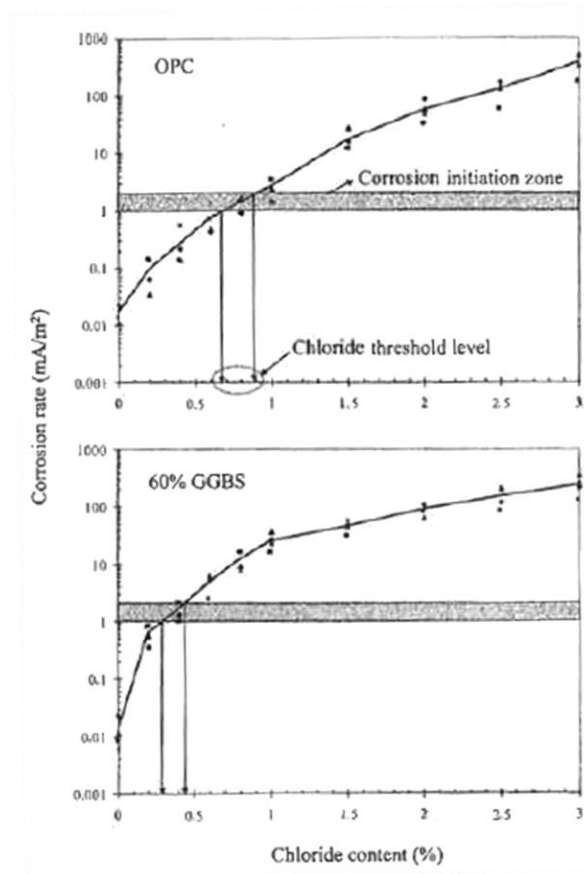 1000
OPC
100
10
Corrosion initiation zone
1
0.1
0.01
Chloride threshold level
0.001
0 0.5 1 1.5 2 2.5 3
Corrosion rate (mA/m²)
1000
60% GGBS
100
10
1
0.1
0.01
0.001
0 0.5 1 1.5 2 2.5 3
Chloride content (%)